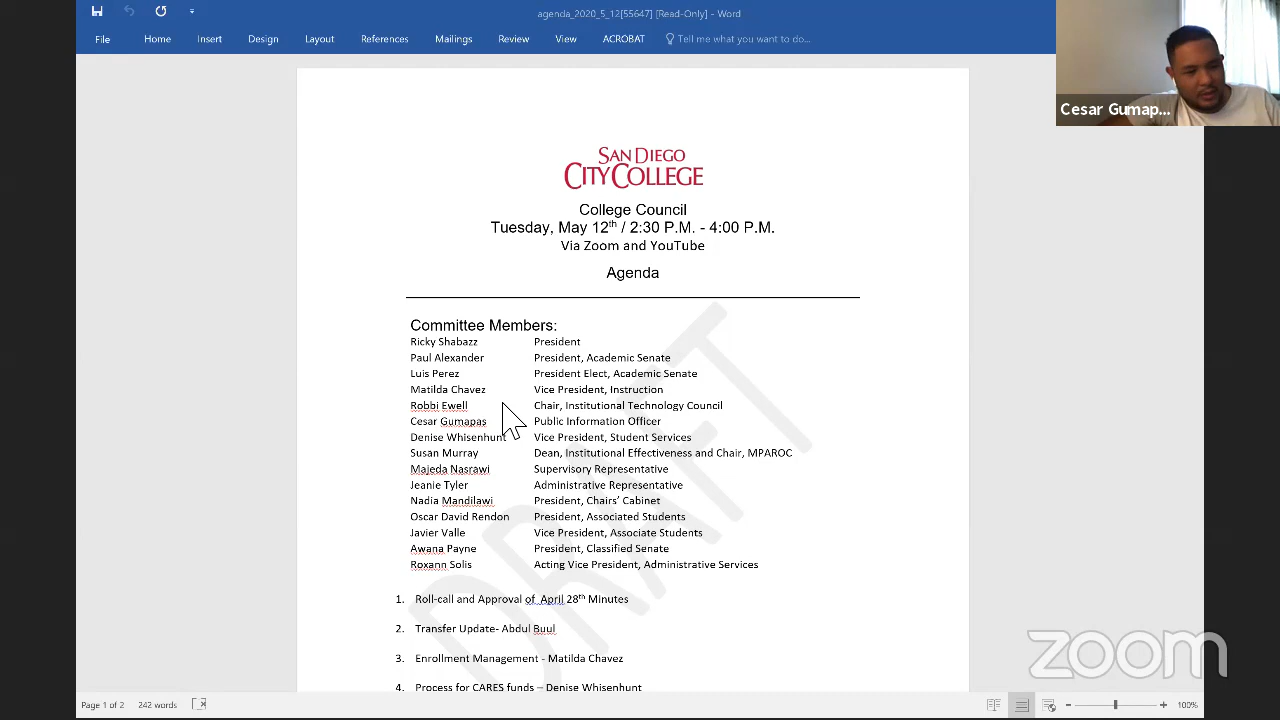 agenda_2020_5_12[55647] [Read-Only] - Word
File Home Insert Design Layout References Mailings Review View ACROBAT Tell me what you want to do...
Cesar Gumap...
SAN DIEGO
CITY COLLEGE
College Council
Tuesday, May 12th / 2:30 P.M. - 4:00 P.M.
Via Zoom and YouTube
Agenda
Committee Members:
Ricky Shabazz President
Paul Alexander President, Academic Senate
Luis Perez President Elect, Academic Senate
Matilda Chavez Vice President, Instruction
Robbi Ewell Chair, Institutional Technology Council
Cesar Gumapas Public Information Officer
Denise Whisenhunt Vice President, Student Services
Susan Murray Dean, Institutional Effectiveness and Chair, MPAROC
Majeda Nasrawi Supervisory Representative
Jeanie Tyler Administrative Representative
Nadia Mandilawi President, Chairs’ Cabinet
Oscar David Rendon President, Associated Students
Javier Valle Vice President, Associate Students
Awana Payne President, Classified Senate
Roxann Solis Acting Vice President, Administrative Services
DRAFT
1. Roll-call and Approval of April 28th Minutes
2. Transfer Update- Abdul Buul
3. Enrollment Management - Matilda Chavez
4. Process for CARES funds – Denise Whisenhunt
zoom
Page 1 of 2 242 words 100%